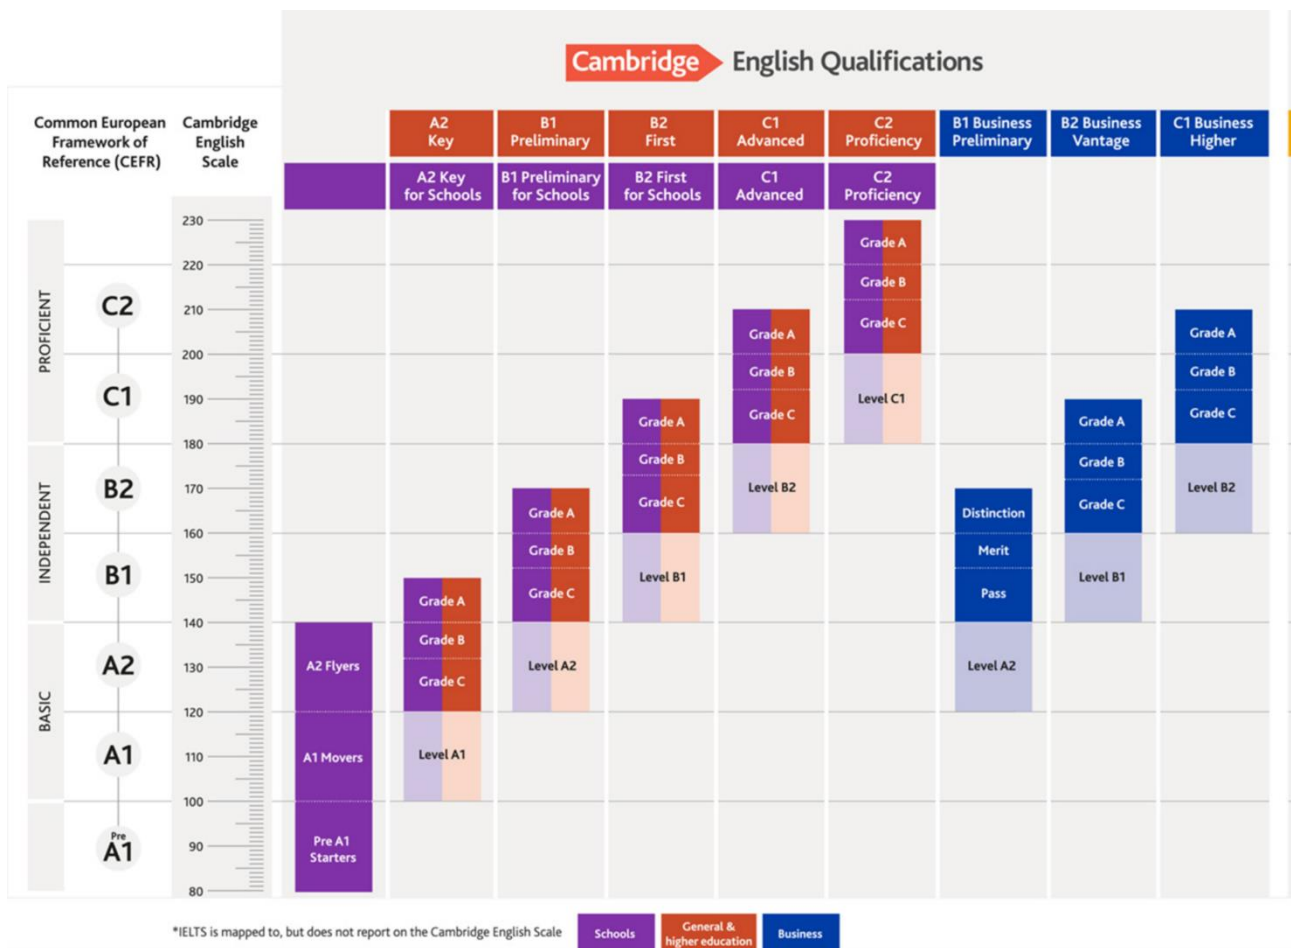 Cambridge English Qualifications
Common European
Framework of
Reference (CEFR)
Cambridge
English
Scale
A2
Key
B1
Preliminary
B2
First
C1
Advanced
C2
Proficiency
B1 Business
Preliminary
B2 Business
Vantage
C1 Business
Higher
A2 Key
for Schools
B1 Preliminary
for Schools
B2 First
for Schools
C1
Advanced
C2
Proficiency
PROFICIENT
INDEPENDENT
BASIC
C2
C1
B2
B1
A2
A1
Pre
A1
230
220
210
200
190
180
170
160
150
140
130
120
110
100
90
80
A2 Flyers
A1 Movers
Pre A1
Starters
Grade A
Grade B
Grade C
Level A1
Grade A
Grade B
Grade C
Level A2
Grade A
Grade B
Grade C
Level B1
Grade A
Grade B
Grade C
Level B2
Grade A
Grade B
Grade C
Level C1
Distinction
Merit
Pass
Level A2
Grade A
Grade B
Grade C
Level B1
Grade A
Grade B
Grade C
Level B2
*IELTS is mapped to, but does not report on the Cambridge English Scale
Schools
General &
higher education
Business